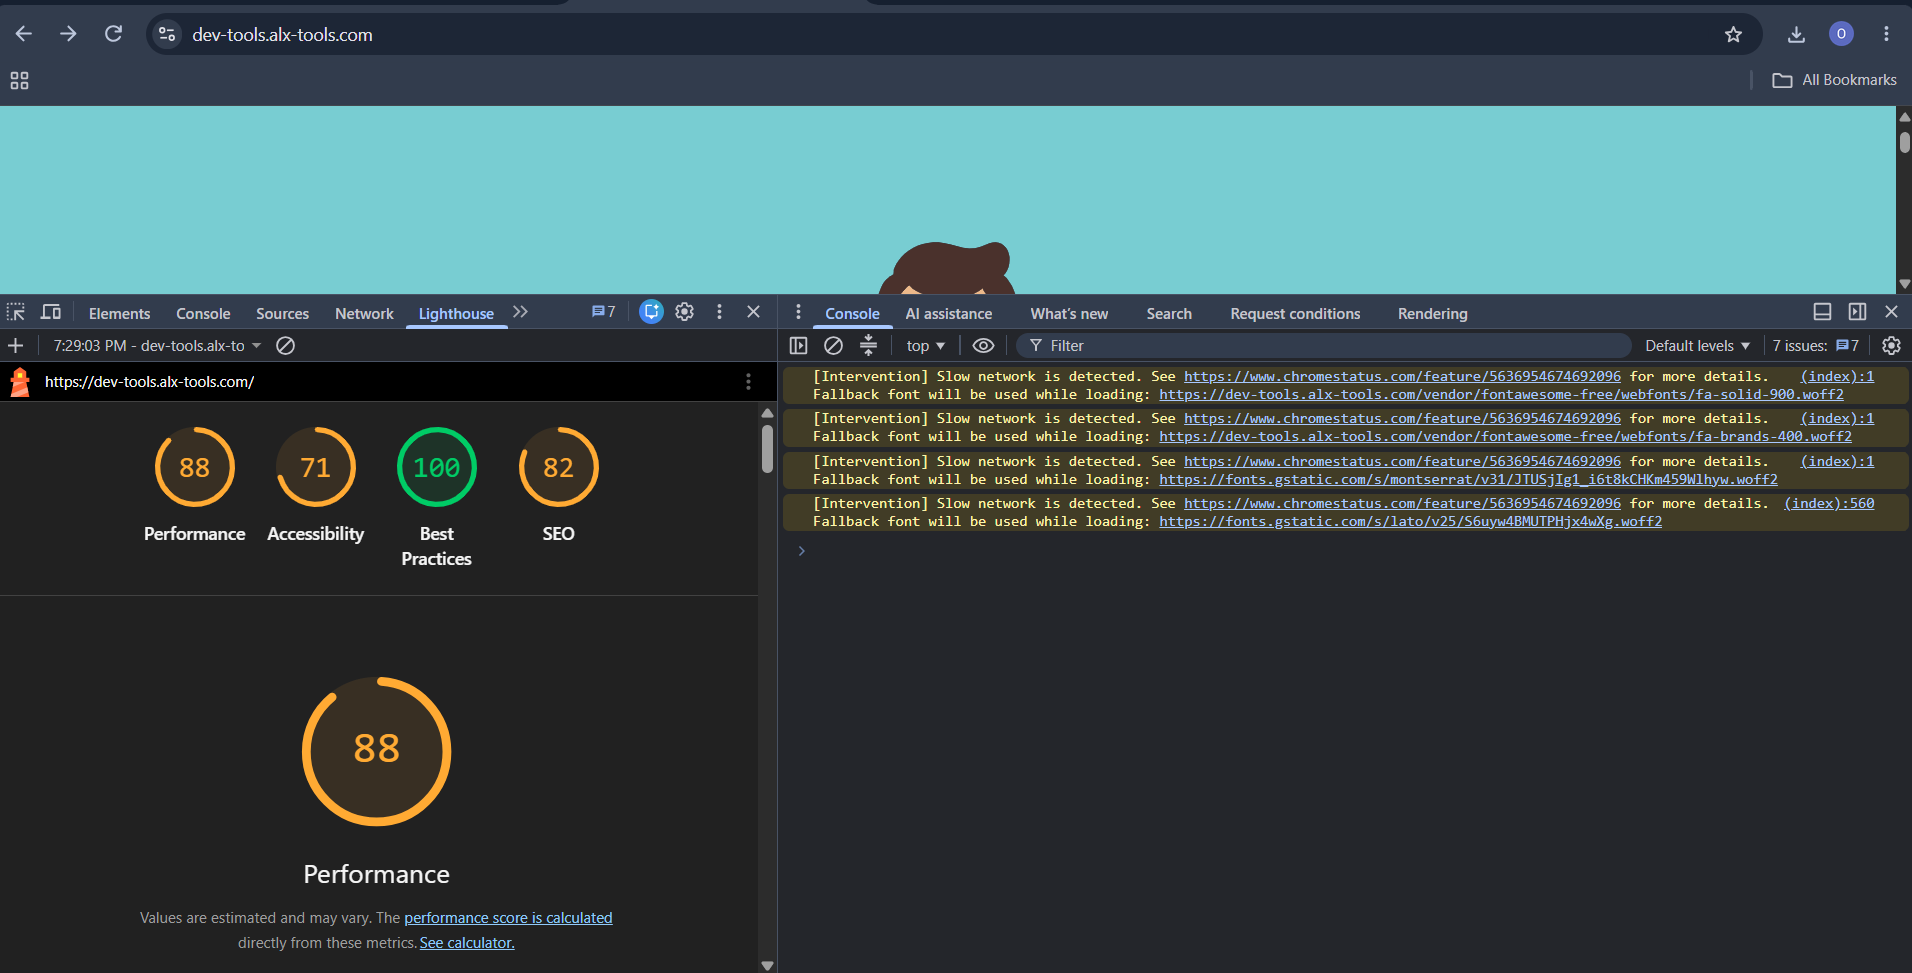 dev-tools.alx-tools.com
O
All Bookmarks
Elements
Console
Sources
Network
Lighthouse
7
7:29:03 PM - dev-tools.alx-to
https://dev-tools.alx-tools.com/
88
71
100
82
Performance
Accessibility
Best
Practices
SEO
88
Performance
Values are estimated and may vary. The performance score is calculated
directly from these metrics. See calculator.
Console
AI assistance
What's new
Search
Request conditions
Rendering
top
Filter
Default levels
7 issues: 7
[Intervention] Slow network is detected. See https://www.chromestatus.com/feature/5636954674692096 for more details. (index):1
Fallback font will be used while loading: https://dev-tools.alx-tools.com/vendor/fontawesome-free/webfonts/fa-solid-900.woff2
[Intervention] Slow network is detected. See https://www.chromestatus.com/feature/5636954674692096 for more details. (index):1
Fallback font will be used while loading: https://dev-tools.alx-tools.com/vendor/fontawesome-free/webfonts/fa-brands-400.woff2
[Intervention] Slow network is detected. See https://www.chromestatus.com/feature/5636954674692096 for more details. (index):1
Fallback font will be used while loading: https://fonts.gstatic.com/s/montserrat/v31/JTUSjIg1_i6t8kCHKm459Wlhyw.woff2
[Intervention] Slow network is detected. See https://www.chromestatus.com/feature/5636954674692096 for more details. (index):560
Fallback font will be used while loading: https://fonts.gstatic.com/s/lato/v25/S6uyw4BMUTPHjx4wXg.woff2